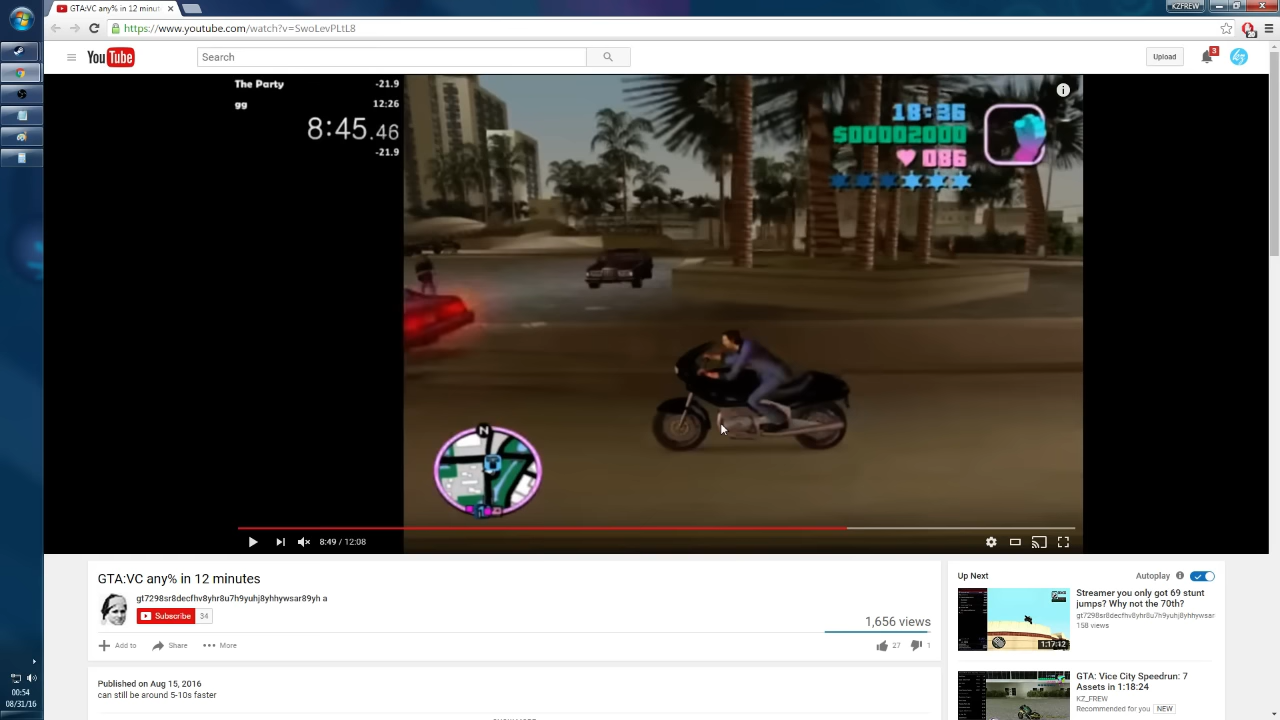 GTA:VC any% in 12 minut
KZFREW
https://www.youtube.com/watch?v=SwoLevPLtL8
YouTube
Search
Upload
3
The Party -21.9
gg 12:26
8:45.46
-21.9
18:36
$00002000
086
N
8:49 / 12:08
GTA:VC any% in 12 minutes
gt7298sr8decfhv8yhr8u7h9yuhj8yhhywsar89yh a
Subscribe 34
1,656 views
Add to Share More
27 1
Published on Aug 15, 2016
can still be around 5-10s faster
Up Next
Autoplay
Streamer you only got 69 stunt
jumps? Why not the 70th?
gt7298sr8decfhv8yhr8u7h9yuhj8yhhywsar
158 views
1:17:12
GTA: Vice City Speedrun: 7
Assets in 1:18:24
KZ_FREW
Recommended for you NEW
00:54
08/31/16